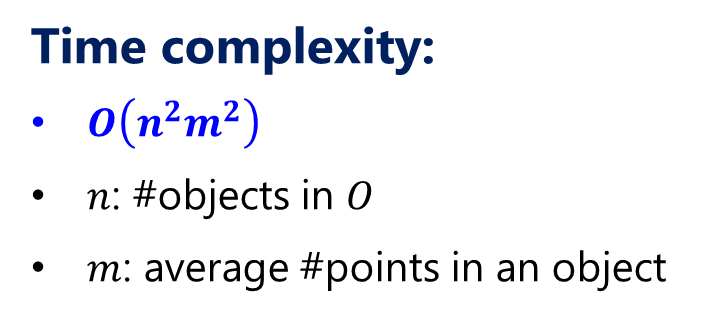 Time complexity:
• O(n²m²)
• n: #objects in O
• m: average #points in an object